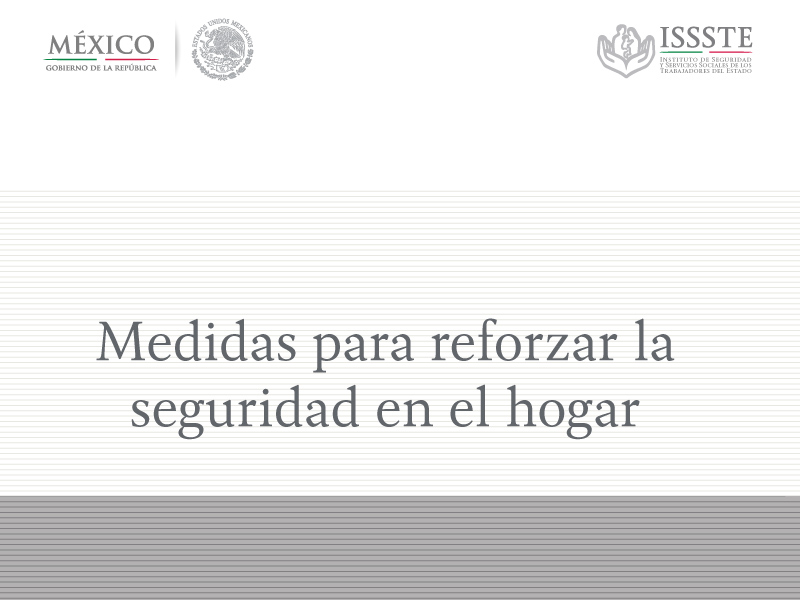 MÉXICO
GOBIERNO DE LA REPÚBLICA
ESTADOS UNIDOS MEXICANOS
ISSSTE
INSTITUTO DE SEGURIDAD
Y SERVICIOS SOCIALES DE LOS
TRABAJADORES DEL ESTADO
Medidas para reforzar la
seguridad en el hogar